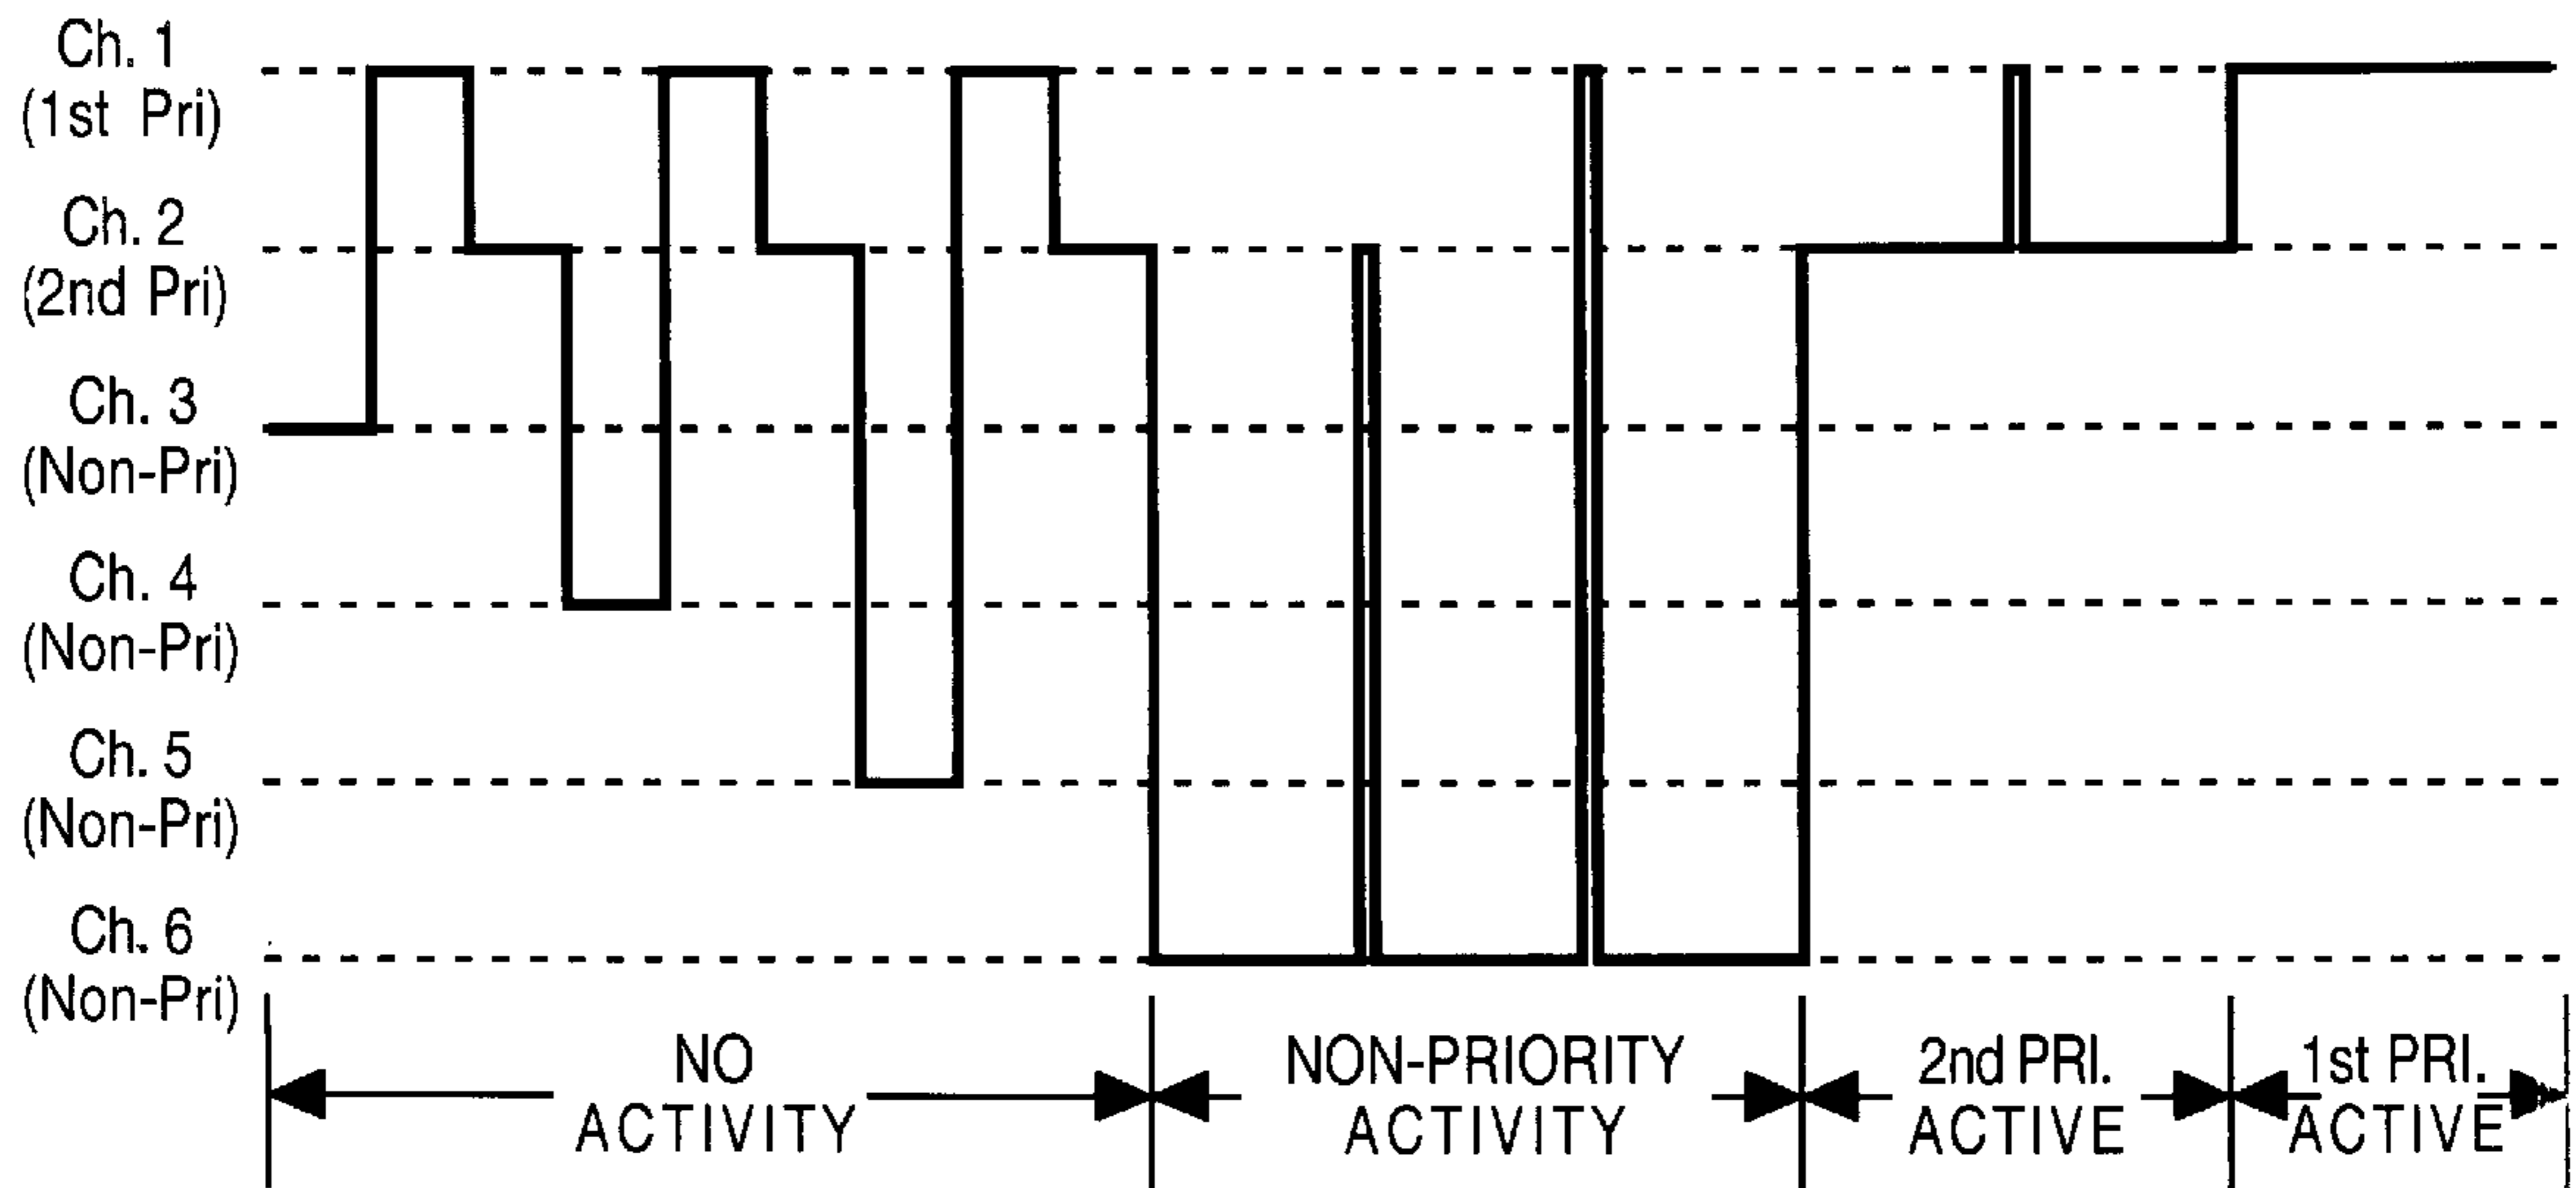 Ch. 1
(1st Pri)
Ch. 2
(2nd Pri)
Ch. 3
(Non-Pri)
Ch. 4
(Non-Pri)
Ch. 5
(Non-Pri)
Ch. 6
(Non-Pri)
NO
ACTIVITY
NON-PRIORITY
ACTIVITY
2nd PRI.
ACTIVE
1st PRI.
ACTIVE